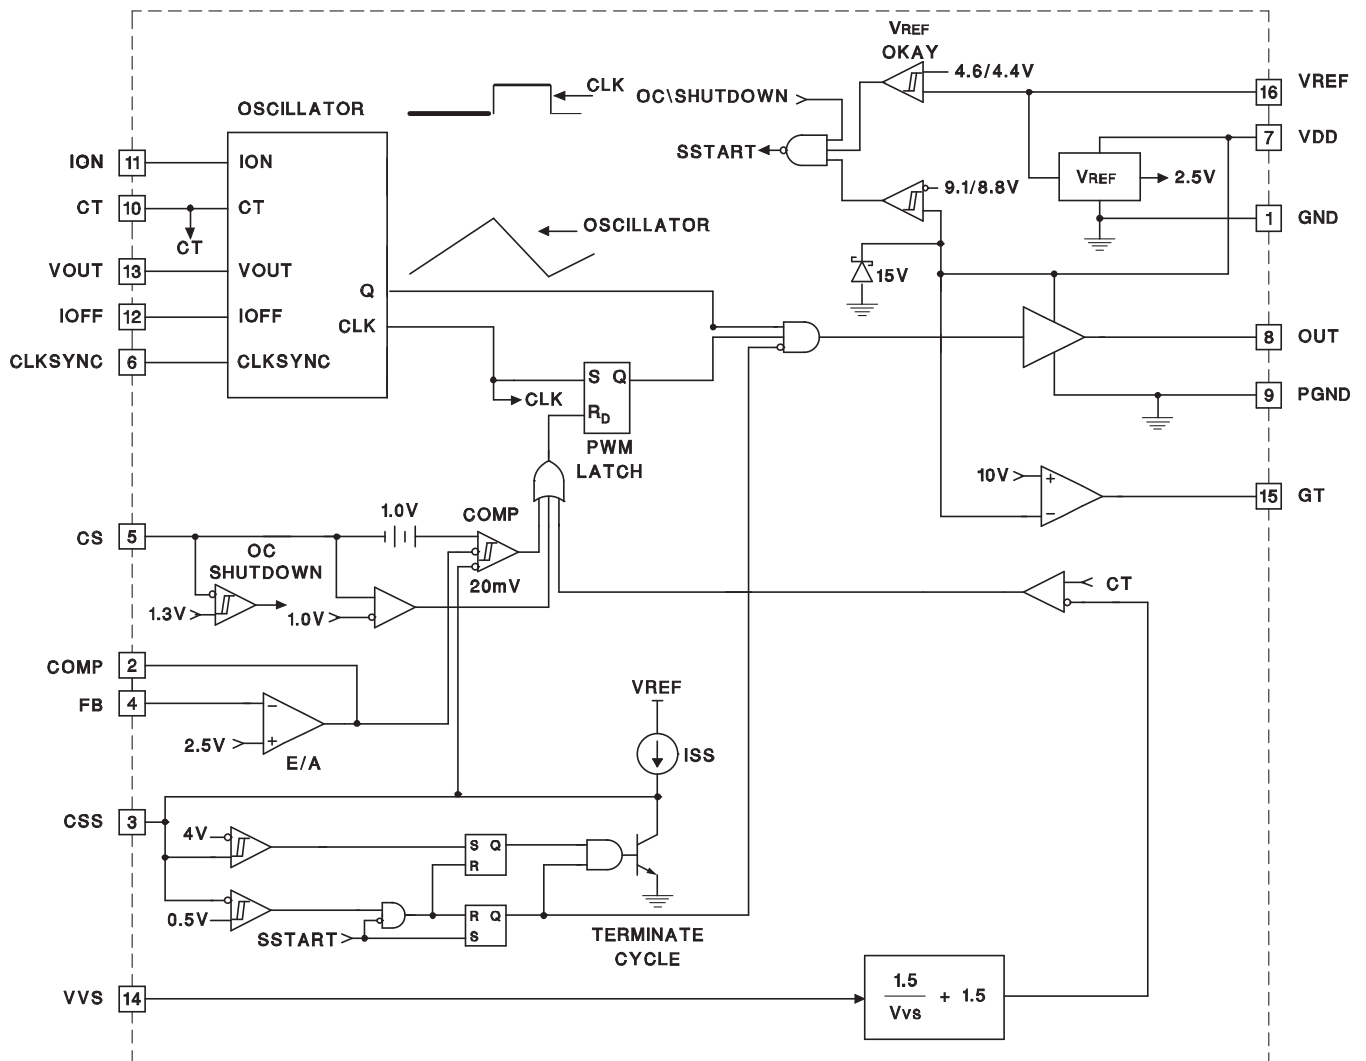 VREF
OKAY
4.6/4.4V
CLK
OC\SHUTDOWN
VREF
16
OSCILLATOR
SSTART
7
VDD
ION
11
ION
VREF
2.5V
9.1/8.8V
CT
10
CT
1
GND
CT
OSCILLATOR
VOUT
13
VOUT
15V
Q
IOFF
12
IOFF
CLK
8
OUT
CLKSYNC
6
CLKSYNC
S Q
CLK
9
PGND
RD
PWM
LATCH
10V
+
−
15
GT
1.0V
COMP
CS
5
OC
SHUTDOWN
20mV
CT
1.3V
1.0V
COMP
2
VREF
FB
4
−
2.5V
+
E/A
ISS
CSS
3
4V
S Q
R
0.5V
R Q
S
SSTART
TERMINATE
CYCLE
VVS
14
1.5
Vvs
+ 1.5